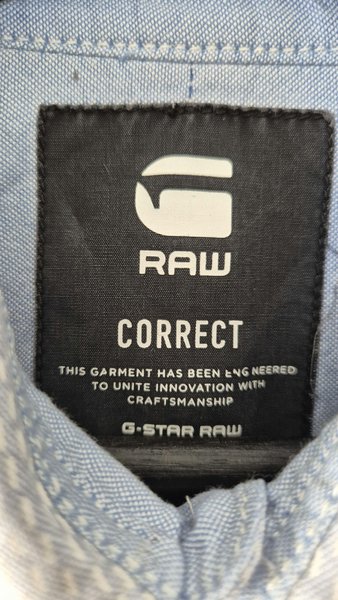 G
RAW
CORRECT
THIS GARMENT HAS BEEN ENGINEERED
TO UNITE INNOVATION WITH
CRAFTSMANSHIP
G-STAR RAW